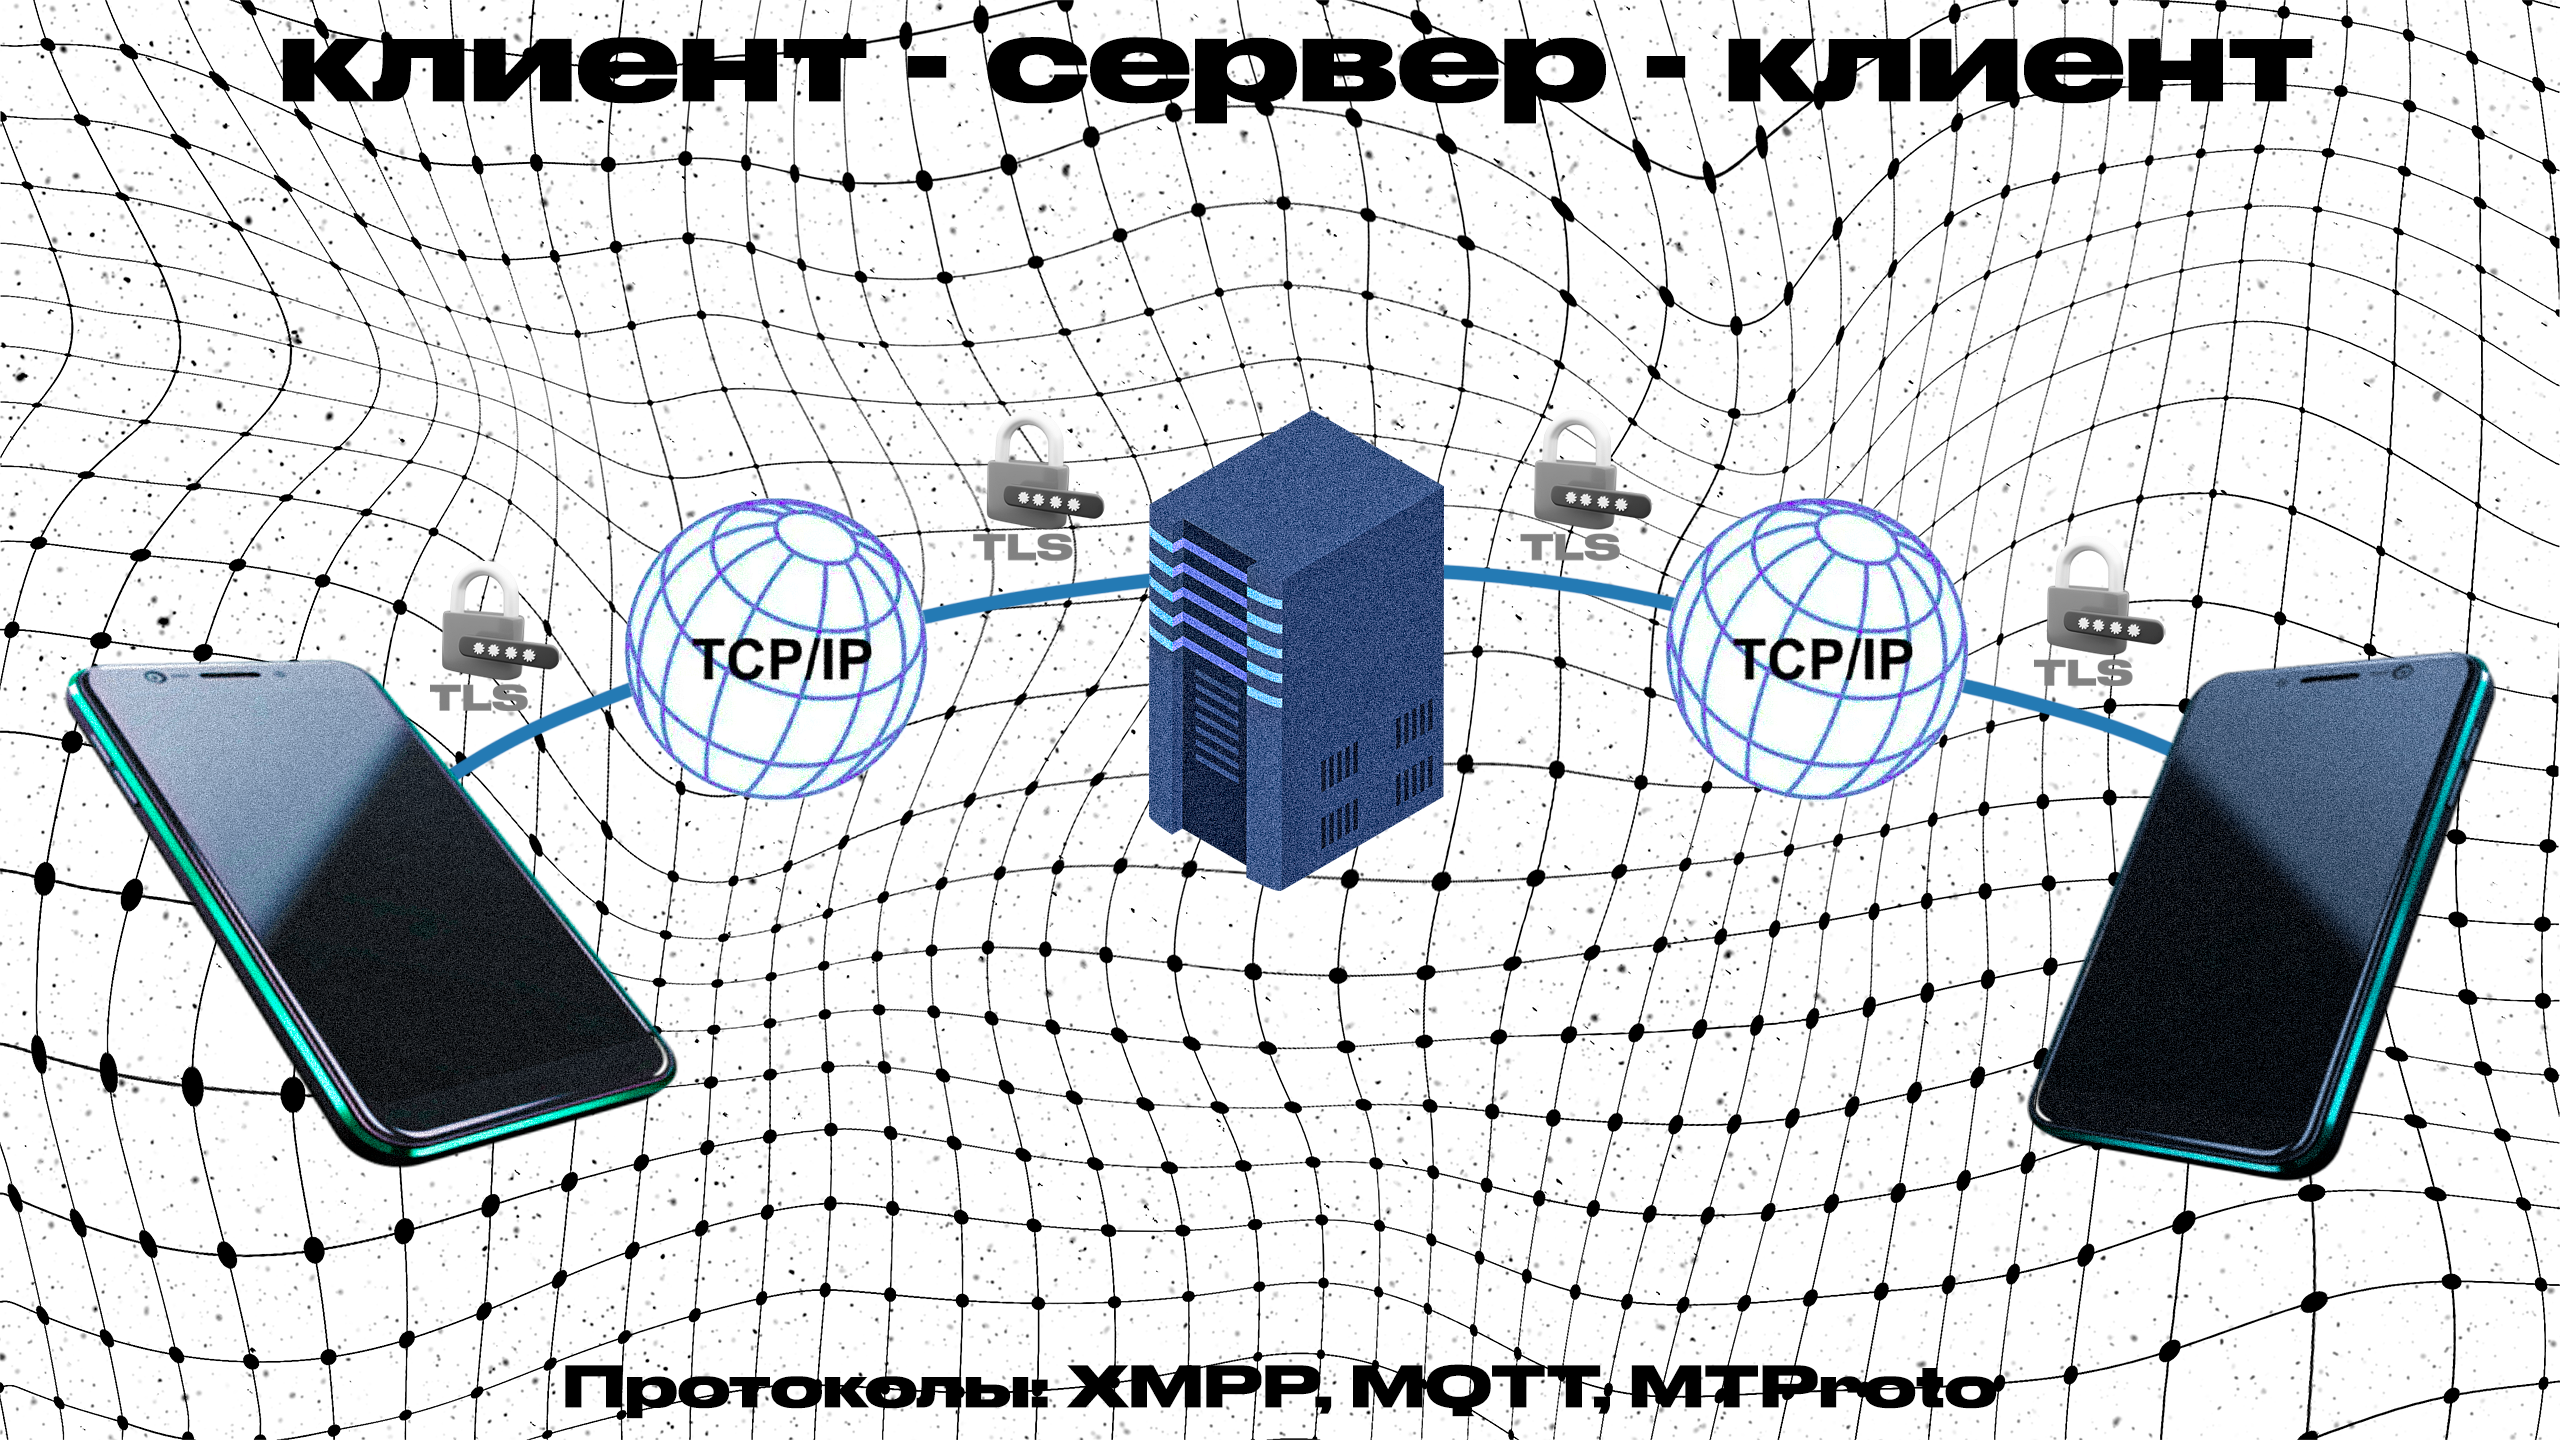 клиент - сервер - клиент
TLS
TLS
TCP/IP
TCP/IP
TLS
TLS
Протоколы: XMPP, MQTT, MTProto